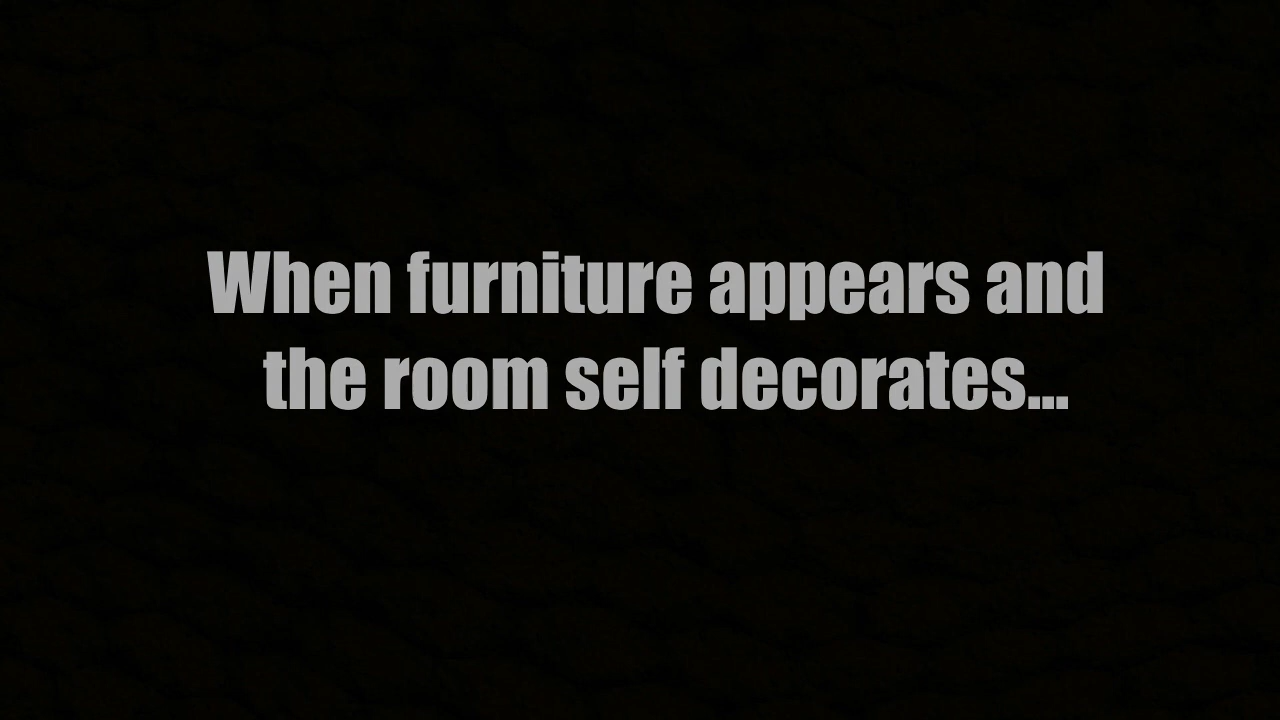 When furniture appears and
the room self decorates...